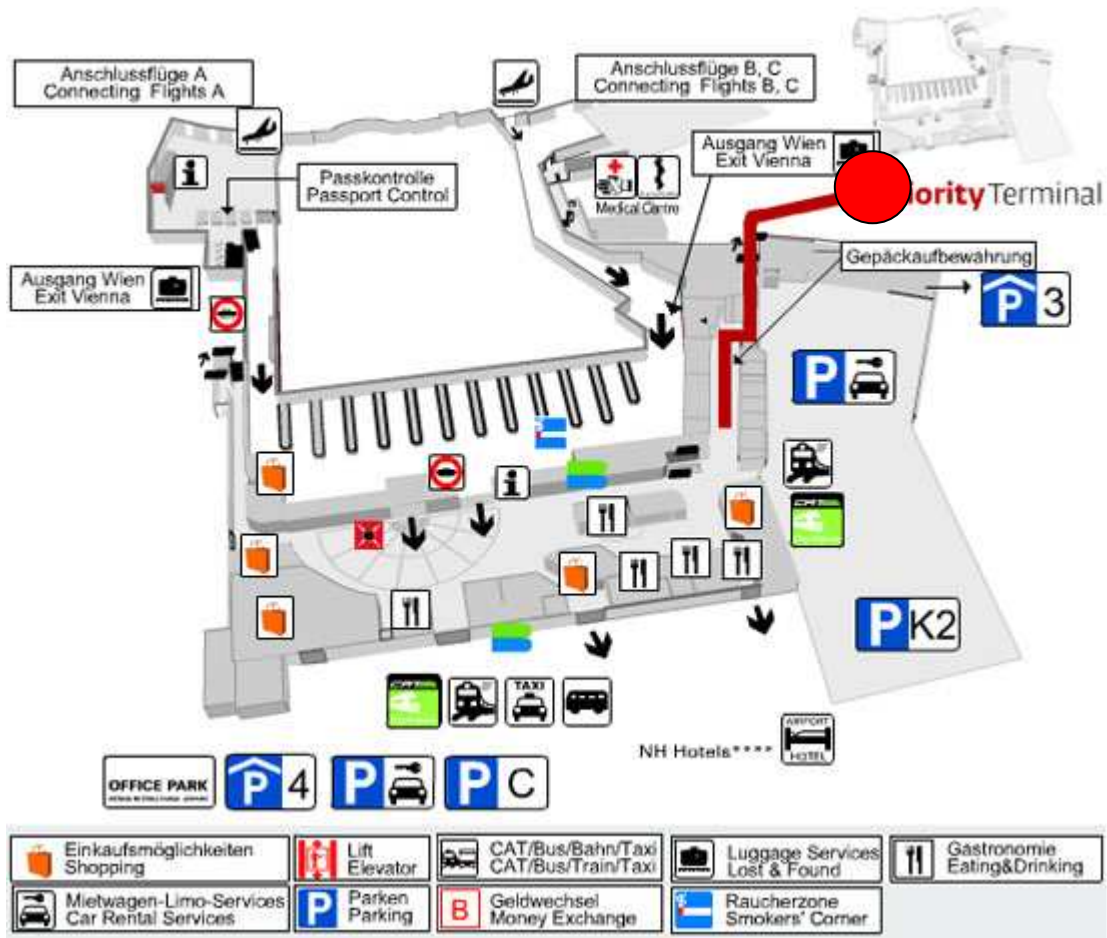 Anschlussflüge A
Connecting Flights A
Anschlussflüge B, C
Connecting Flights B, C
Ausgang Wien
Exit Vienna
Passkontrolle
Passport Control
Medical Centre
iority Terminal
Gepäckaufbewahrung
Ausgang Wien
Exit Vienna
P 3
P
P K2
TAXI
NH Hotels****
AIRPORT
HOTEL
OFFICE PARK
P 4
P
P C
Einkaufsmöglichkeiten
Shopping
Lift
Elevator
CAT/Bus/Bahn/Taxi
CAT/Bus/Train/Taxi
Luggage Services
Lost & Found
Gastronomie
Eating&Drinking
Mietwagen-Limo-Services
Car Rental Services
P
Parken
Parking
B
Geldwechsel
Money Exchange
Raucherzone
Smokers' Corner